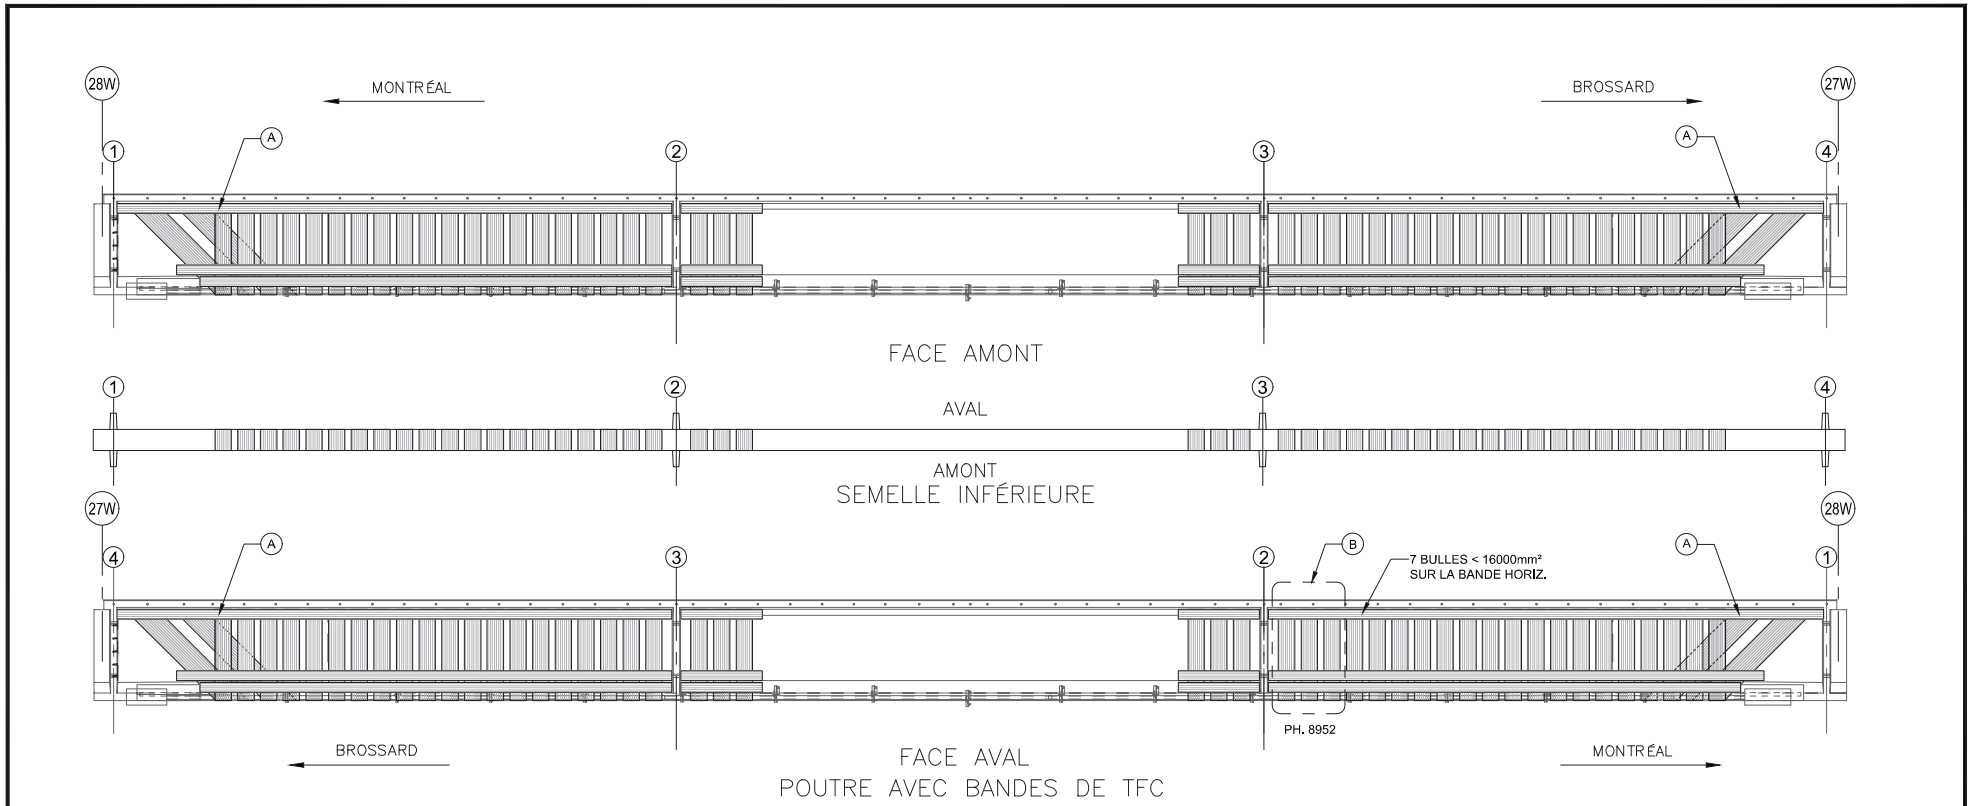 28W
MONTRÉAL
BROSSARD
27W
A
A
1
2
3
4
FACE AMONT
1
2
3
4
AVAL
AMONT
SEMELLE INFÉRIEURE
27W
28W
A
B
A
4
3
2
1
7 BULLES < 16000mm²
SUR LA BANDE HORIZ.
PH. 8952
BROSSARD
MONTRÉAL
FACE AVAL
POUTRE AVEC BANDES DE TFC